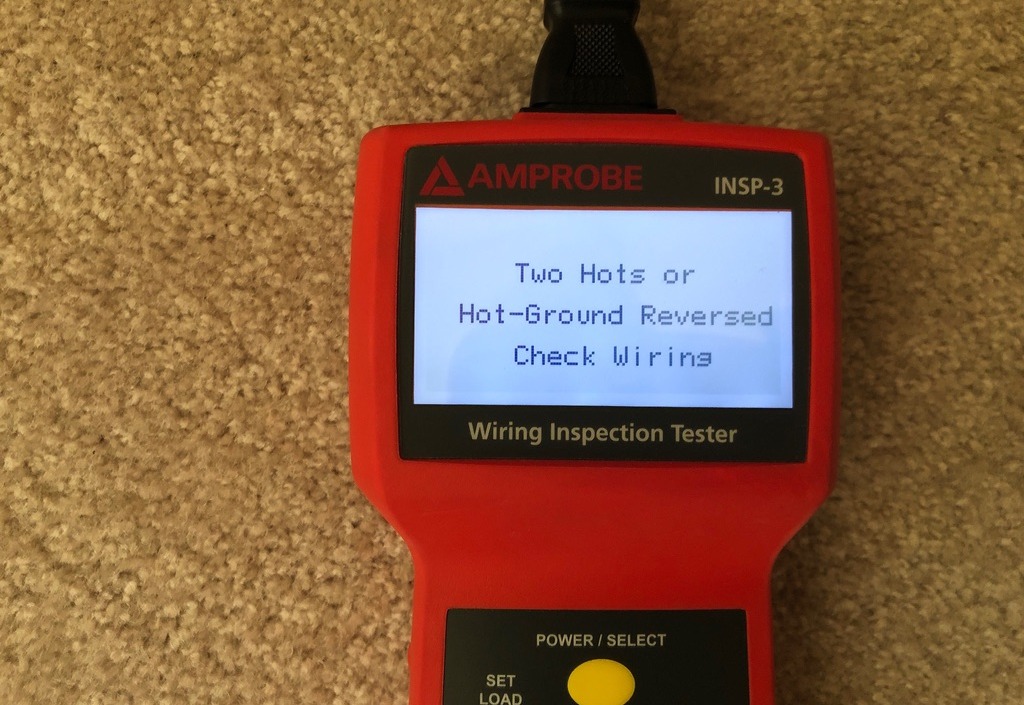 AMPROBE
INSP-3
Two Hots or
Hot-Ground Reversed
Check Wiring
Wiring Inspection Tester
POWER / SELECT
SET
LOAD